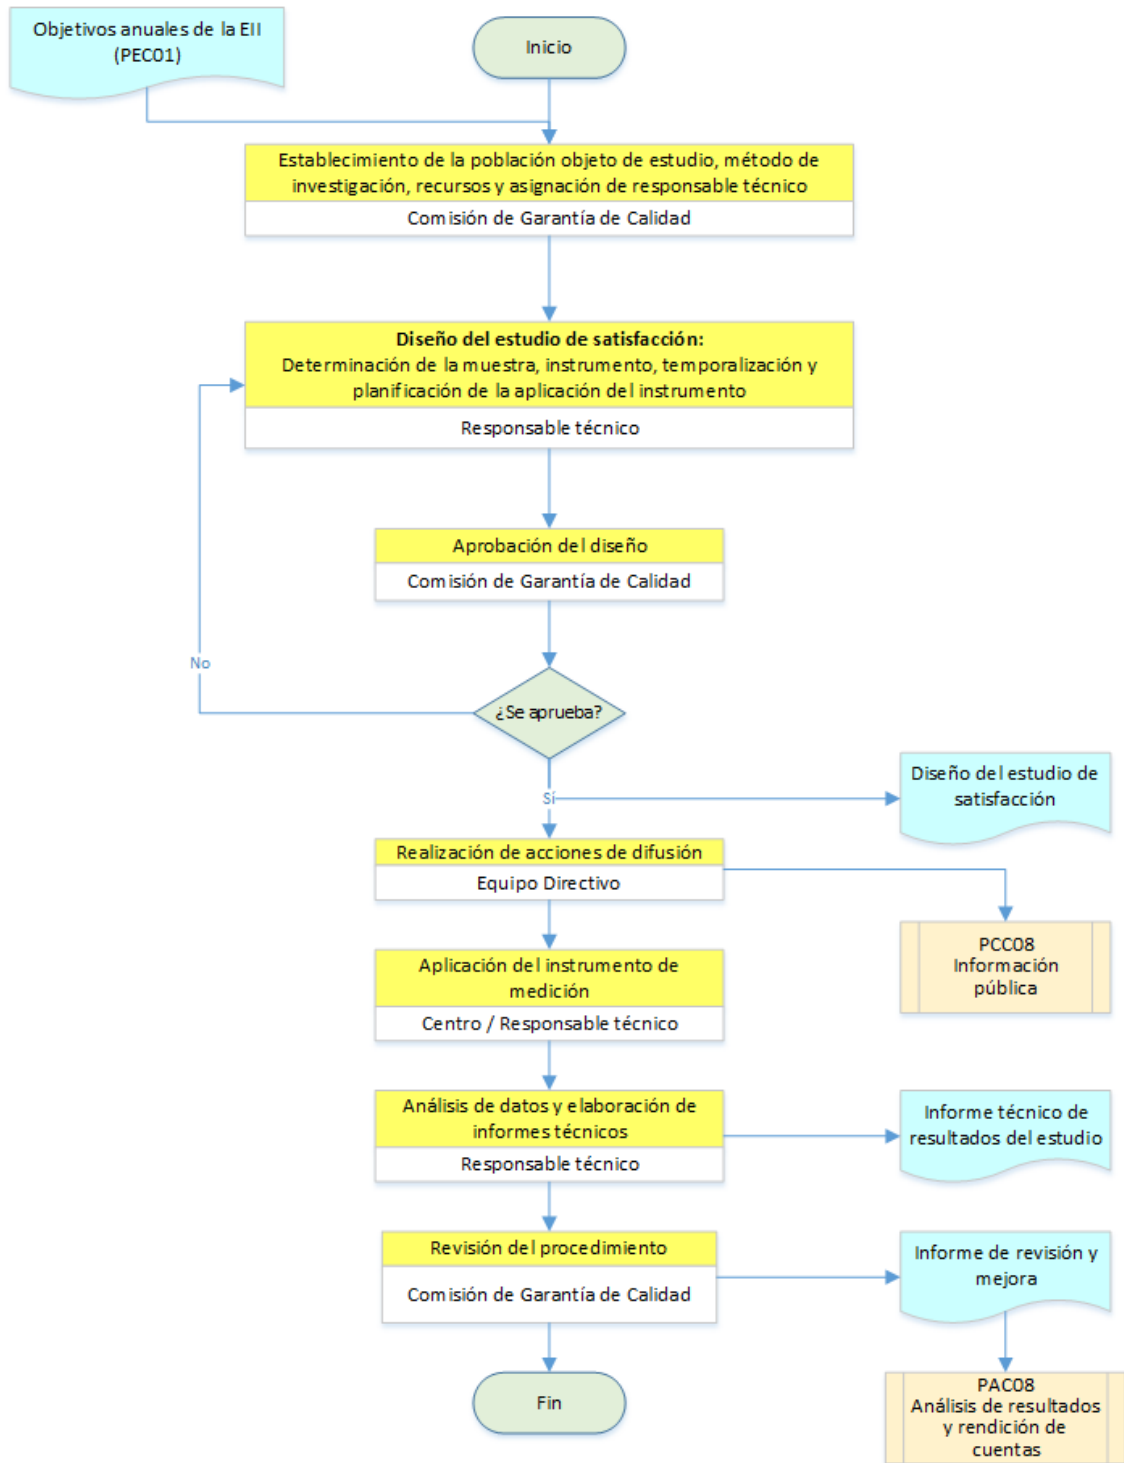 Objetivos anuales de la EII
(PEC01)
Inicio
Establecimiento de la población objeto de estudio, método de
investigación, recursos y asignación de responsable técnico
Comisión de Garantía de Calidad
Diseño del estudio de satisfacción:
Determinación de la muestra, instrumento, temporalización y
planificación de la aplicación del instrumento
Responsable técnico
Aprobación del diseño
Comisión de Garantía de Calidad
No
¿Se aprueba?
Sí
Diseño del estudio de
satisfacción
Realización de acciones de difusión
Equipo Directivo
PCC08
Información
pública
Aplicación del instrumento de
medición
Centro / Responsable técnico
Análisis de datos y elaboración de
informes técnicos
Responsable técnico
Informe técnico de
resultados del estudio
Revisión del procedimiento
Comisión de Garantía de Calidad
Informe de revisión y
mejora
Fin
PAC08
Análisis de resultados
y rendición de
cuentas